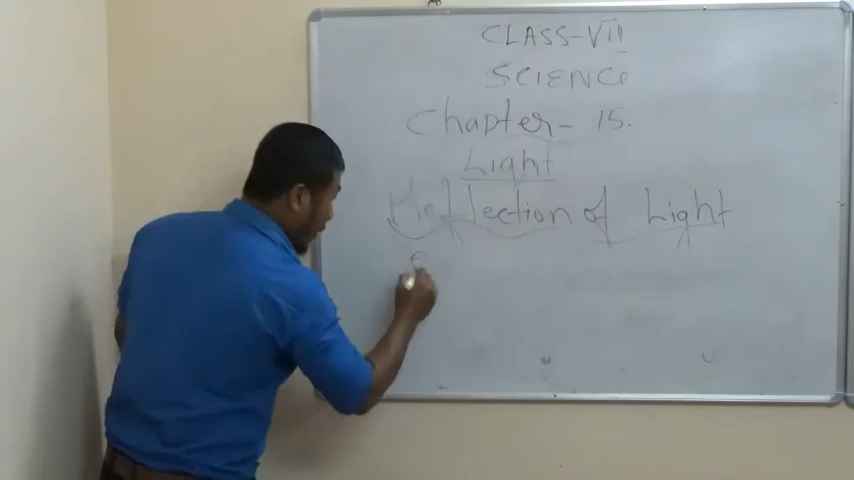 CLASS-VII
SCIENCE
Chapter-15.
Light
Reflection of Light